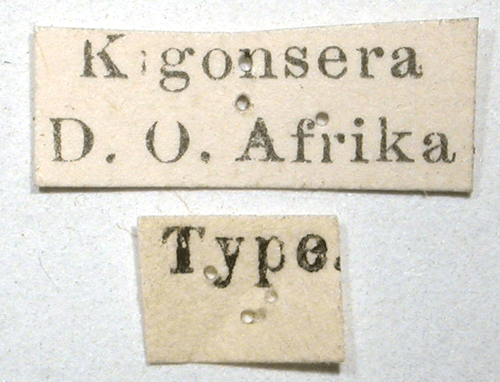 Kigonsera
D. O. Afrika
Type.